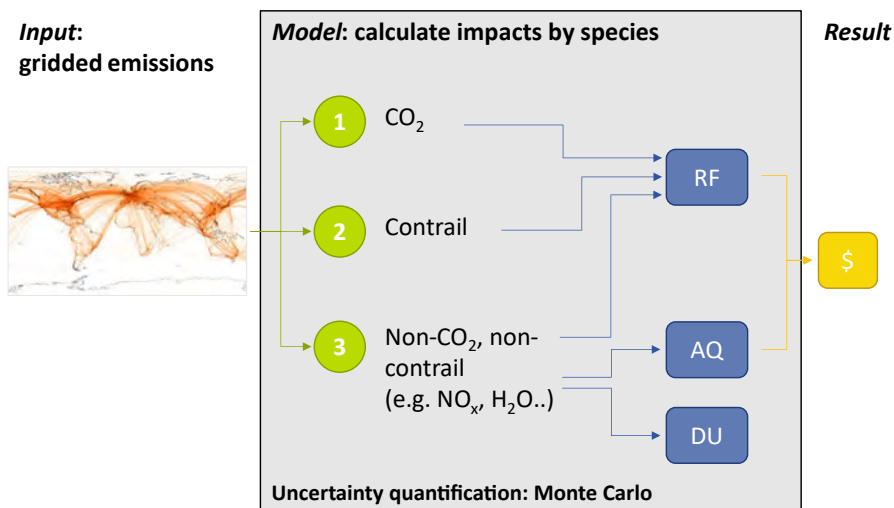 Input:
gridded emissions
Model: calculate impacts by species
Result
1
CO₂
RF
2
Contrail
$
3
Non-CO₂, non-
contrail
(e.g. NOₓ, H₂O..)
AQ
DU
Uncertainty quantification: Monte Carlo